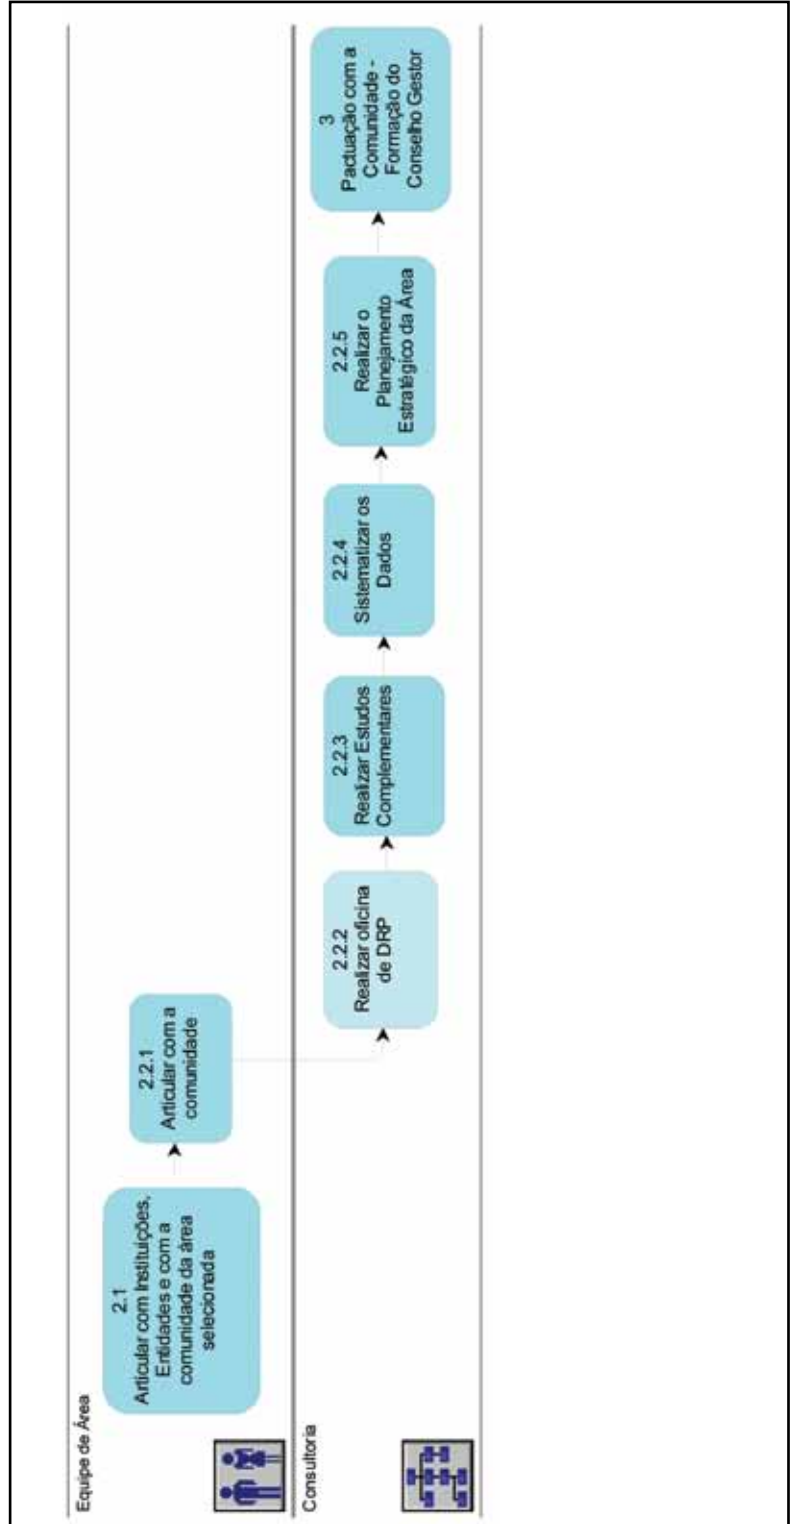 Equipe de Área
2.1
Articular com Instituições,
Entidades e com a
comunidade da área
selecionada
2.2.1
Articular com a
comunidade
Consultoria
2.2.2
Realizar oficina
de DRP
2.2.3
Realizar Estudos
Complementares
2.2.4
Sistematizar os
Dados
2.2.5
Realizar o
Planejamento
Estratégico da Área
3
Pactuação com a
Comunidade -
Formação do
Conselho Gestor